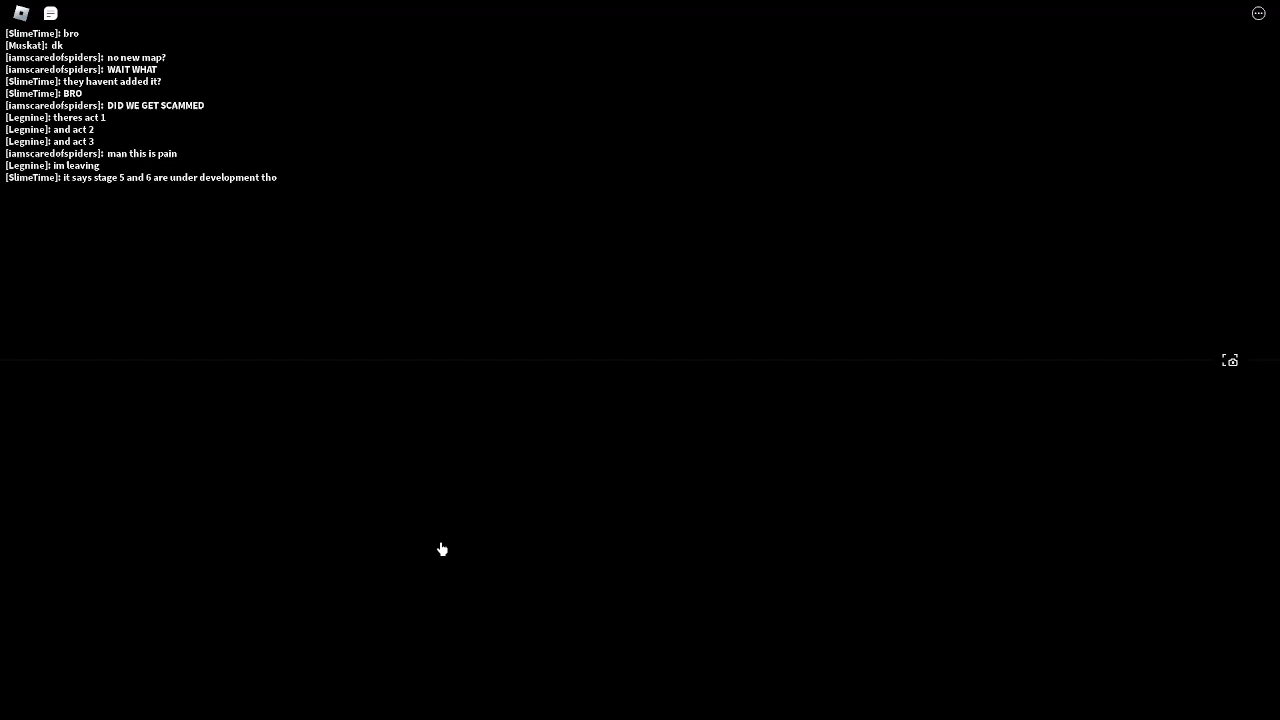 [SlimeTime]: bro
[Muskat]: dk
[iamscaredofspiders]: no new map?
[iamscaredofspiders]: WAIT WHAT
[SlimeTime]: they havent added it?
[SlimeTime]: BRO
[iamscaredofspiders]: DID WE GET SCAMMED
[Legnine]: theres act 1
[Legnine]: and act 2
[Legnine]: and act 3
[iamscaredofspiders]: man this is pain
[Legnine]: im leaving
[SlimeTime]: it says stage 5 and 6 are under development tho